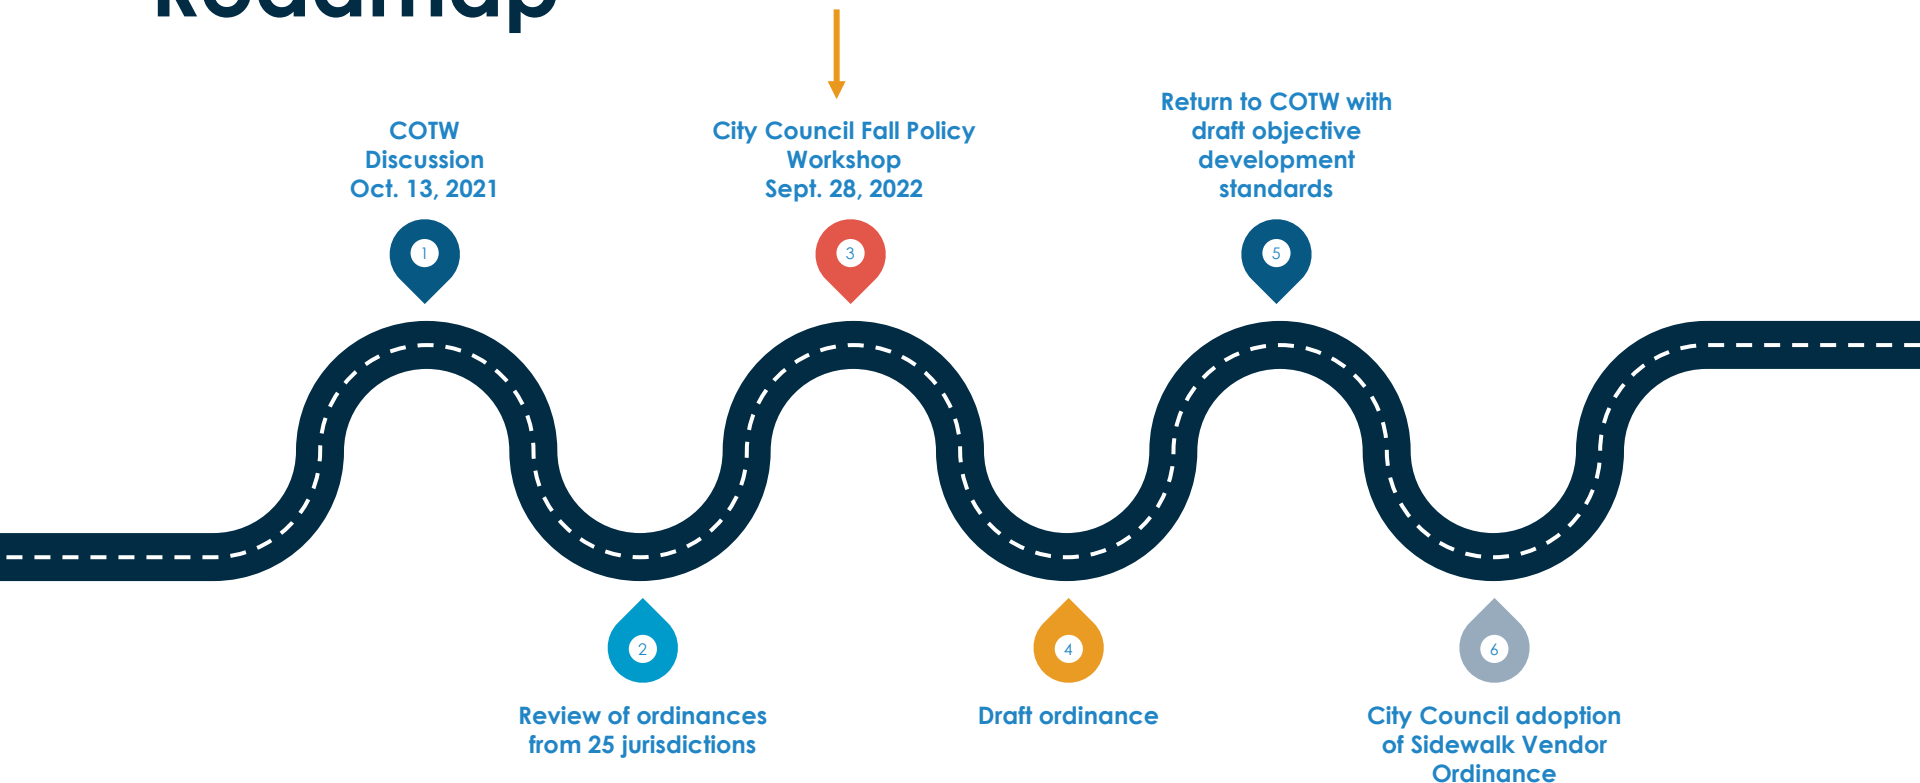 Roadmap
COTW
Discussion
Oct. 13, 2021
1
City Council Fall Policy
Workshop
Sept. 28, 2022
3
Return to COTW with
draft objective
development
standards
5
2
Review of ordinances
from 25 jurisdictions
4
Draft ordinance
6
City Council adoption
of Sidewalk Vendor
Ordinance